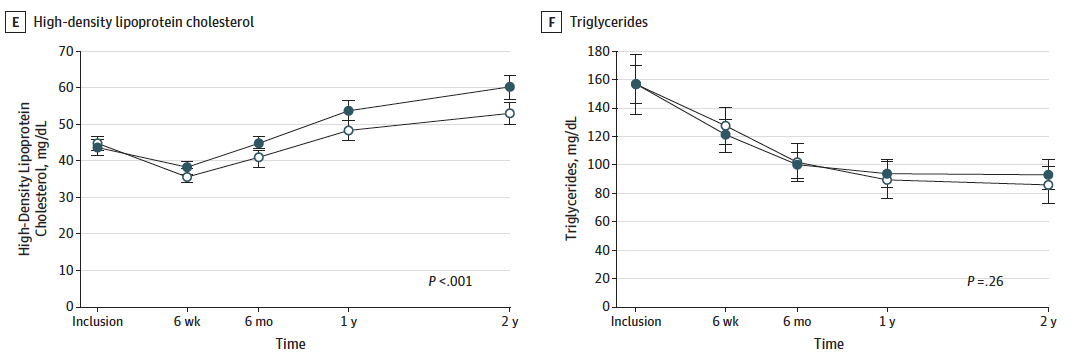 E High-density lipoprotein cholesterol
70
60
50
40
30
20
10
0
High-Density Lipoprotein
Cholesterol, mg/dL
P <.001
Inclusion 6 wk 6 mo 1 y 2 y
Time
F Triglycerides
180
160
140
120
100
80
60
40
20
0
Triglycerides, mg/dL
P = .26
Inclusion 6 wk 6 mo 1 y 2 y
Time